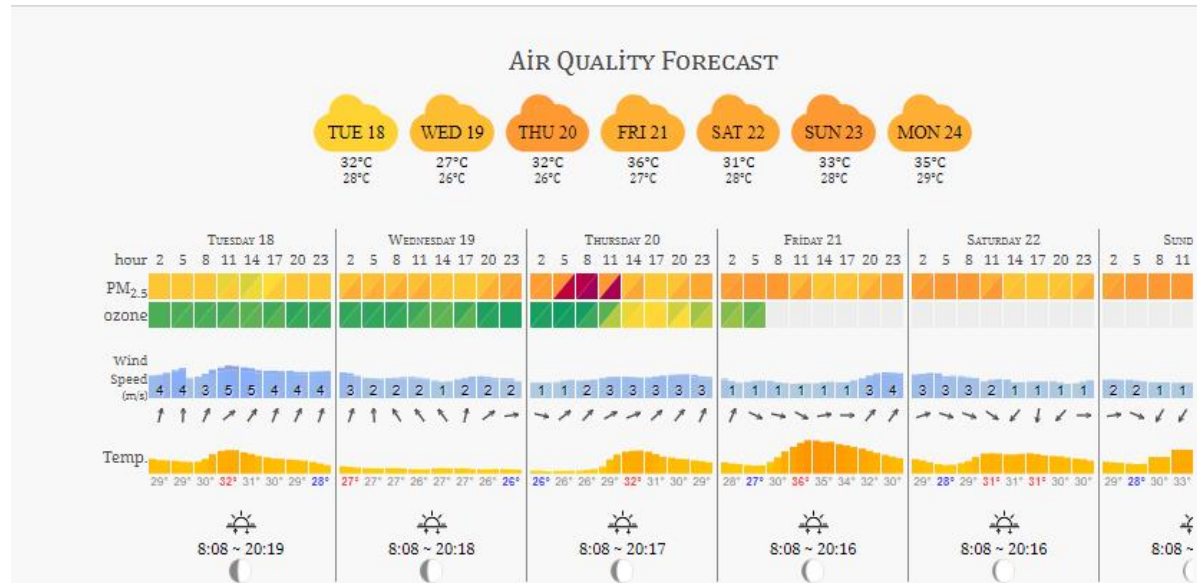 Air Quality Forecast
TUE 18 WED 19 THU 20 FRI 21 SAT 22 SUN 23 MON 24
32°C 27°C 32°C 36°C 31°C 33°C 35°C
28°C 26°C 26°C 27°C 28°C 28°C 29°C
Tuesday 18 Wednesday 19 Thursday 20 Friday 21 Saturday 22 Sund
hour 2 5 8 11 14 17 20 23 2 5 8 11 14 17 20 23 2 5 8 11 14 17 20 23 2 5 8 11 14 17 20 23 2 5 8 11 14 17 20 23 2 5 8 11
PM2.5
ozone
Wind
Speed 4 4 3 5 5 4 4 4 3 2 2 2 1 2 2 2 1 1 2 3 3 3 3 3 1 1 1 1 1 1 3 4 3 3 3 2 1 1 1 1 2 2 1 1
(m/s)
Temp.
29° 29° 30° 32° 30° 29° 29° 28° 27° 27° 27° 26° 27° 27° 26° 26° 26° 26° 26° 29° 32° 31° 30° 29° 28° 27° 30° 36° 35° 34° 32° 30° 29° 28° 29° 31° 31° 31° 30° 30° 29° 28° 30° 33°
8:08 ~ 20:19 8:08 ~ 20:18 8:08 ~ 20:17 8:08 ~ 20:16 8:08 ~ 20:16 8:08 ~